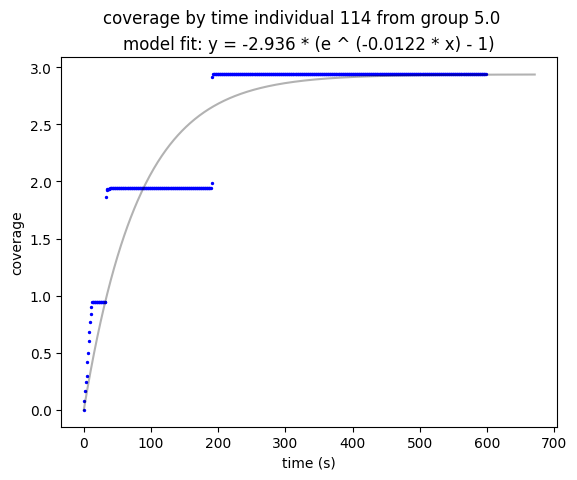 coverage by time individual 114 from group 5.0
model fit: y = -2.936 * (e ^ (-0.0122 * x) - 1)
3.0
2.5
2.0
1.5
1.0
0.5
0.0
coverage
0 100 200 300 400 500 600 700
time (s)